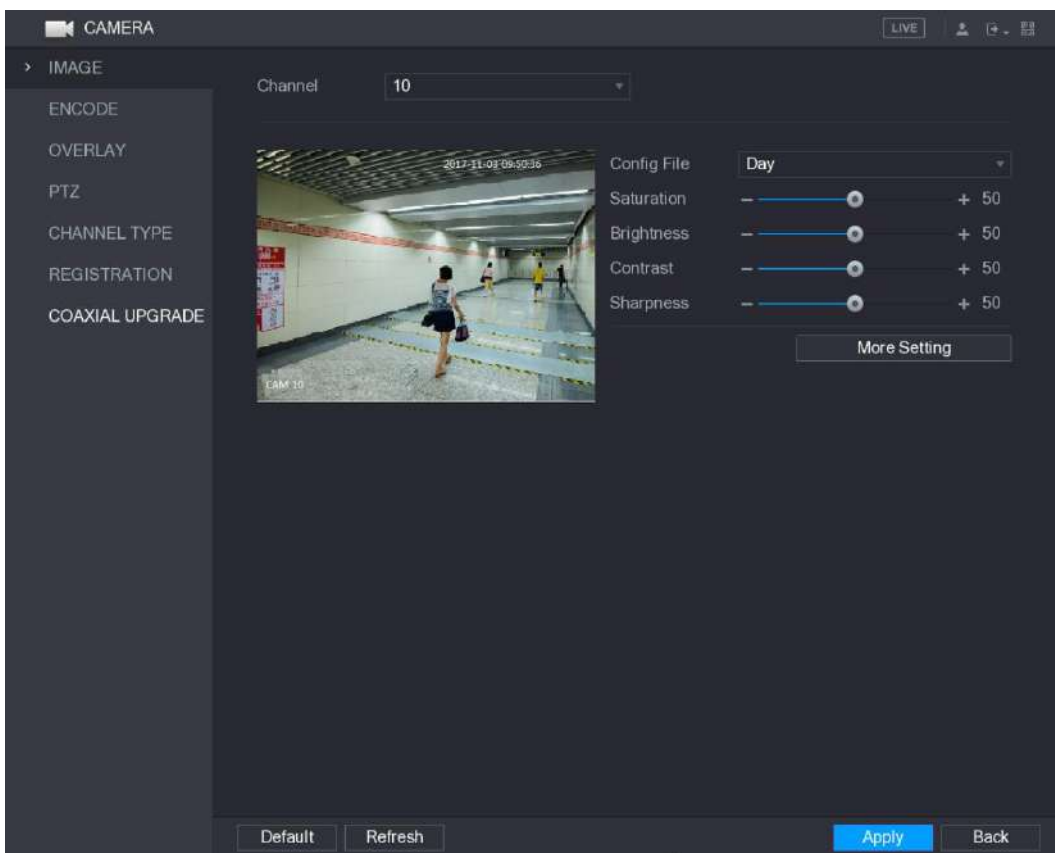 CAMERA
LIVE
> IMAGE
ENCODE
OVERLAY
PTZ
CHANNEL TYPE
REGISTRATION
COAXIAL UPGRADE
Channel 10
2017-11-03 09:50:36
CAM 10
Config File Day
Saturation − + 50
Brightness − + 50
Contrast − + 50
Sharpness − + 50
More Setting
Default Refresh Apply Back